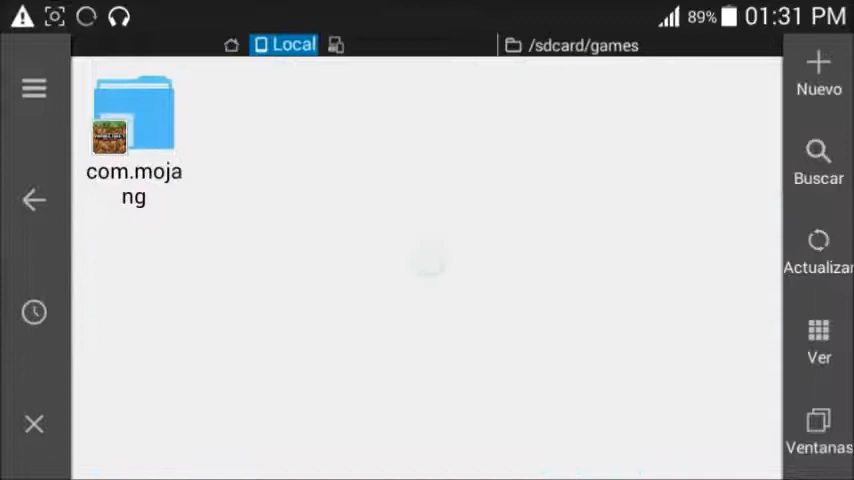 89% 01:31 PM
Local
/sdcard/games
Nuevo
com.moja
ng
Buscar
Actualizar
Ver
Ventanas